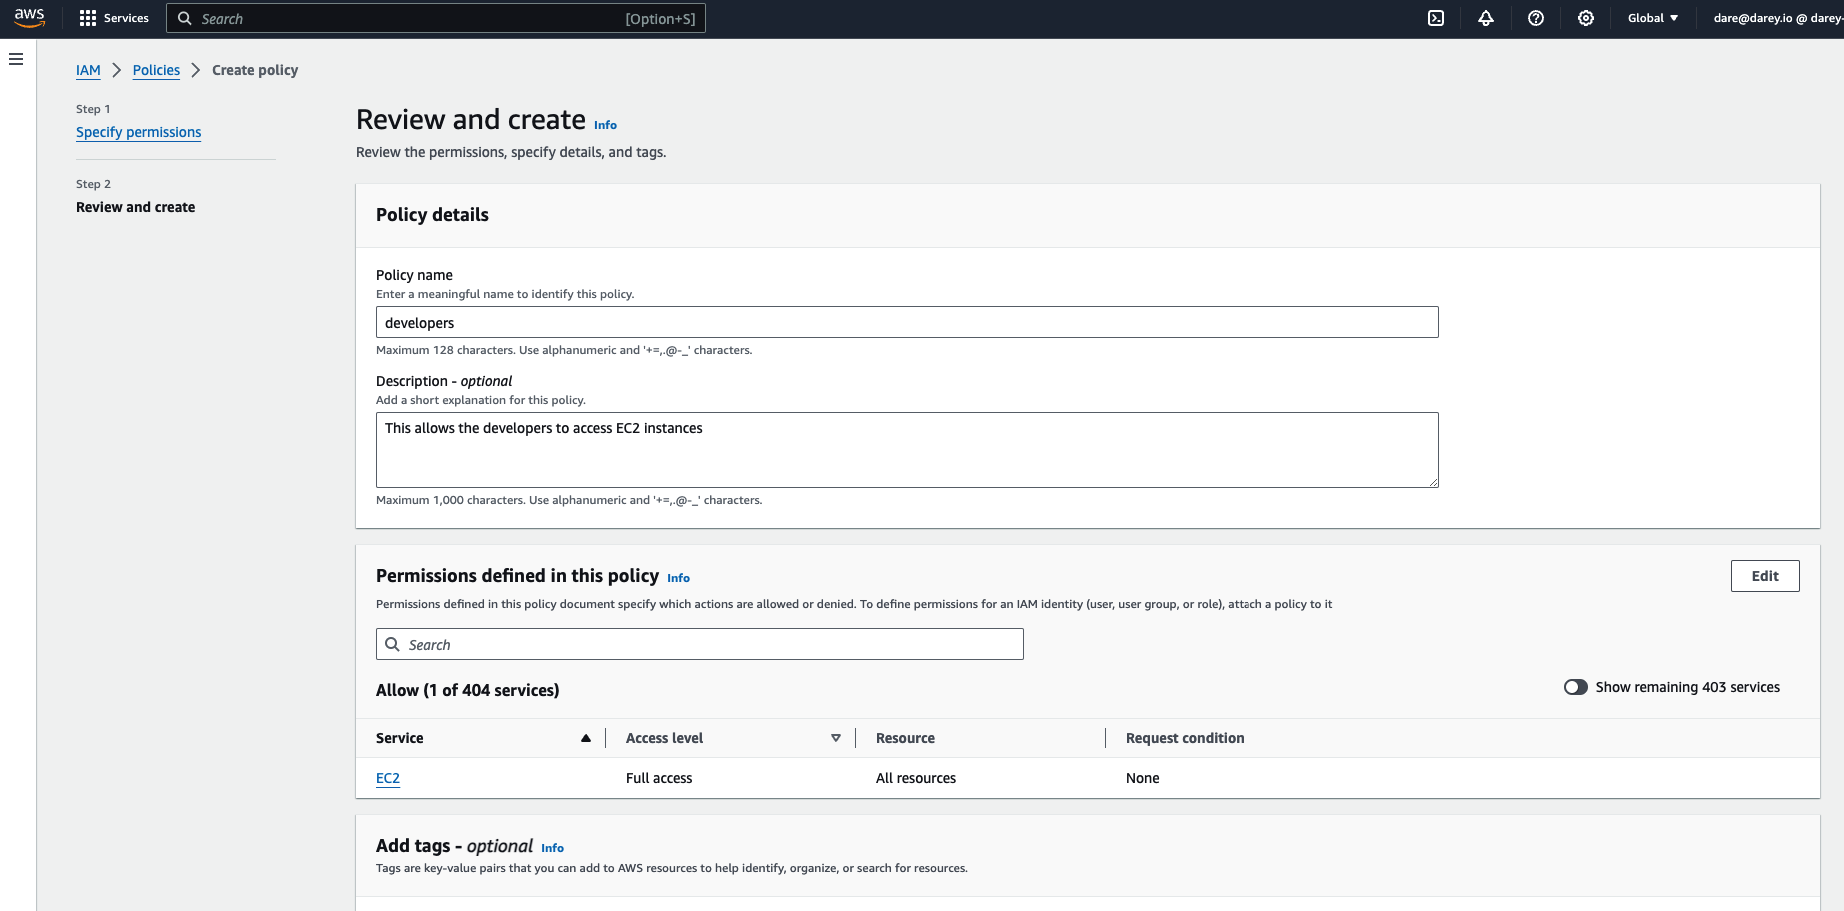 aws
Services
Search
[Option+S]
Global
dare@darey.io @ darey-
IAM
Policies
Create policy
Step 1
Specify permissions
Step 2
Review and create
Review and create Info
Review the permissions, specify details, and tags.
Policy details
Policy name
Enter a meaningful name to identify this policy.
developers
Maximum 128 characters. Use alphanumeric and '+=,.@-_' characters.
Description - optional
Add a short explanation for this policy.
This allows the developers to access EC2 instances
Maximum 1,000 characters. Use alphanumeric and '+=,.@-_' characters.
Permissions defined in this policy Info
Edit
Permissions defined in this policy document specify which actions are allowed or denied. To define permissions for an IAM identity (user, user group, or role), attach a policy to it
Search
Allow (1 of 404 services)
Show remaining 403 services
Service
Access level
Resource
Request condition
EC2
Full access
All resources
None
Add tags - optional Info
Tags are key-value pairs that you can add to AWS resources to help identify, organize, or search for resources.